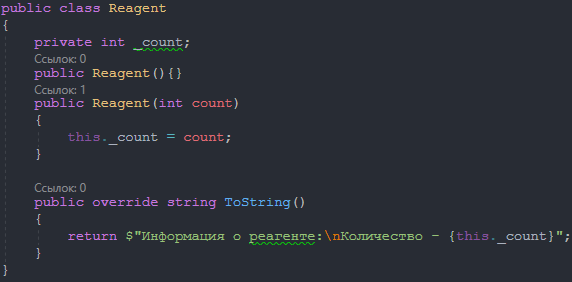 public class Reagent
{
private int _count;
Ссылок: 0
public Reagent(){}
Ссылок: 1
public Reagent(int count)
{
this._count = count;
}
Ссылок: 0
public override string ToString()
{
return $"Информация о реагенте:\nКоличество - {this._count}";
}
}